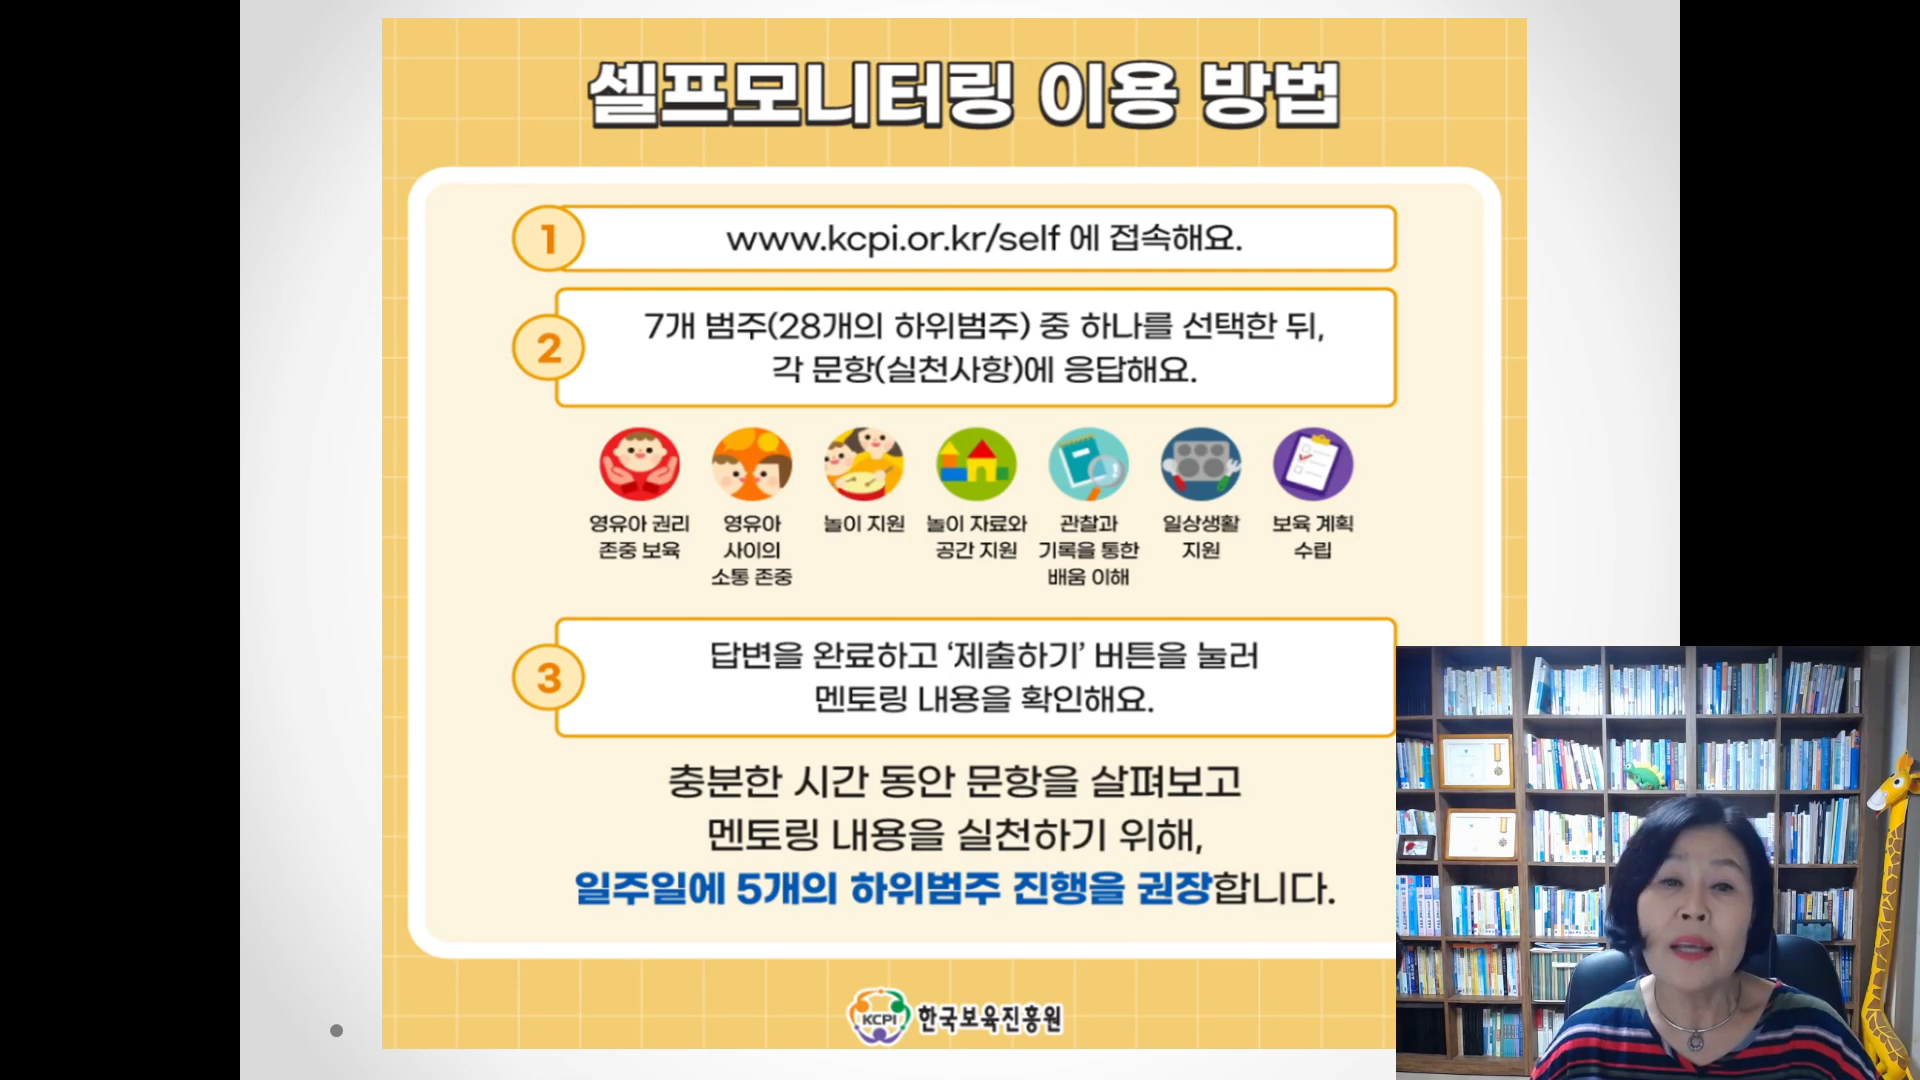 셀프모니터링 이용 방법
1
www.kcpi.or.kr/self 에 접속해요.
2
7개 범주(28개의 하위범주) 중 하나를 선택한 뒤,
각 문항(실천사항)에 응답해요.
영유아 권리
존중 보육
영유아
사이의
소통 존중
놀이 지원
놀이 자료와
공간 지원
관찰과
기록을 통한
배움 이해
일상생활
지원
보육 계획
수립
3
답변을 완료하고 ‘제출하기’ 버튼을 눌러
멘토링 내용을 확인해요.
충분한 시간 동안 문항을 살펴보고
멘토링 내용을 실천하기 위해,
일주일에 5개의 하위범주 진행을 권장합니다.
KCPI 한국보육진흥원